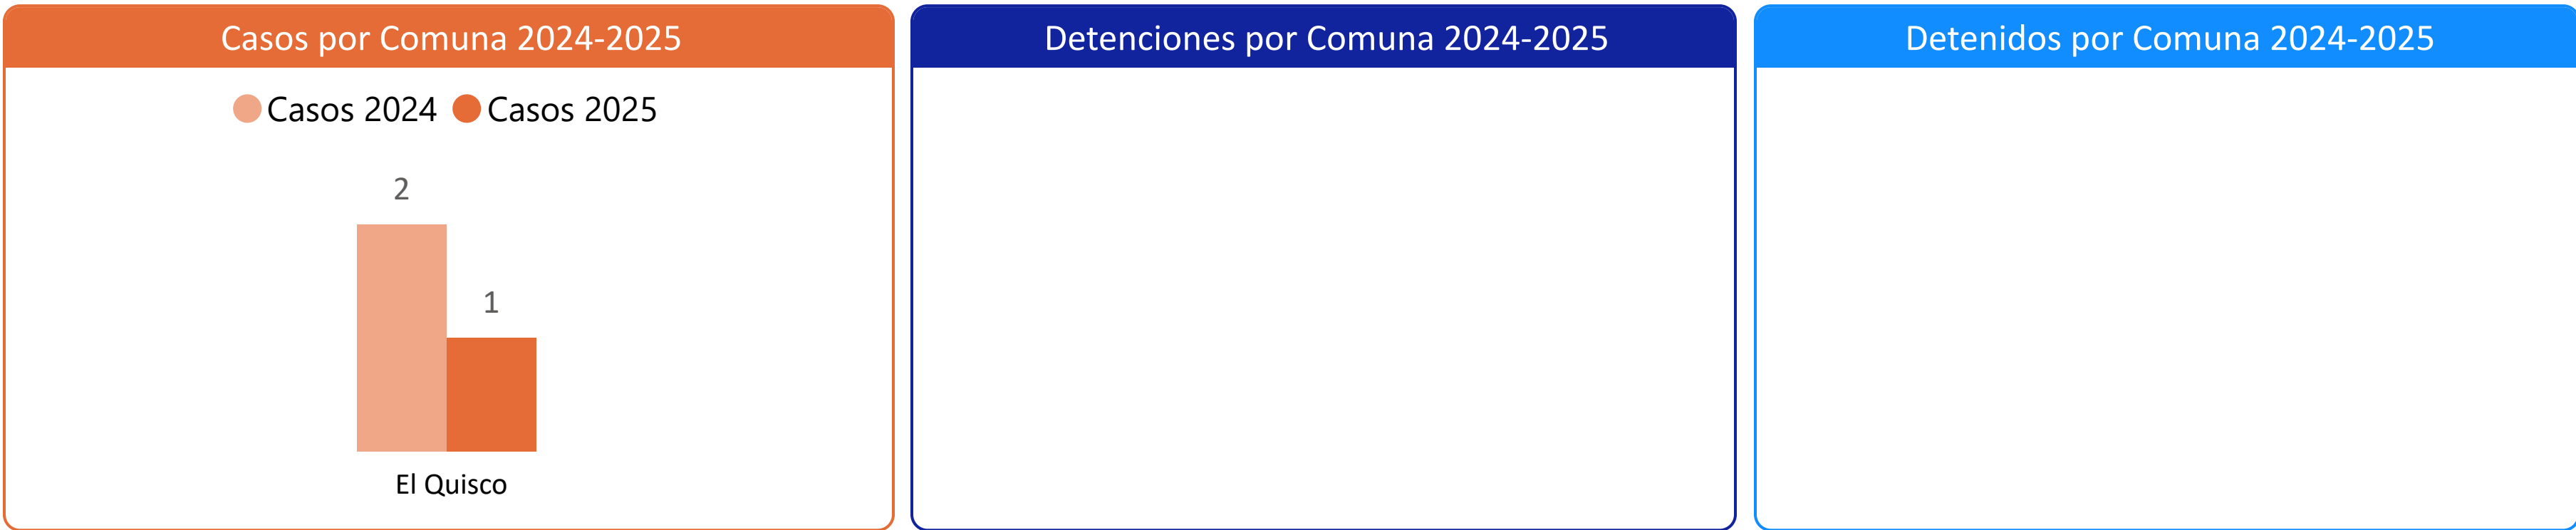 Casos por Comuna 2024-2025
Casos 2024 Casos 2025
2
1
El Quisco
Detenciones por Comuna 2024-2025
Detenidos por Comuna 2024-2025